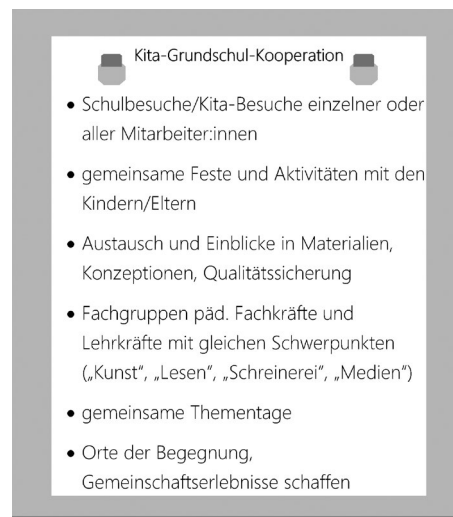 Kita-Grundschul-Kooperation
• Schulbesuche/Kita-Besuche einzelner oder
aller Mitarbeiter:innen
• gemeinsame Feste und Aktivitäten mit den
Kindern/Eltern
• Austausch und Einblicke in Materialien,
Konzeptionen, Qualitätssicherung
• Fachgruppen päd. Fachkräfte und
Lehrkräfte mit gleichen Schwerpunkten
(„Kunst“, „Lesen“, „Schreinerei“, „Medien“)
• gemeinsame Thementage
• Orte der Begegnung,
Gemeinschaftserlebnisse schaffen